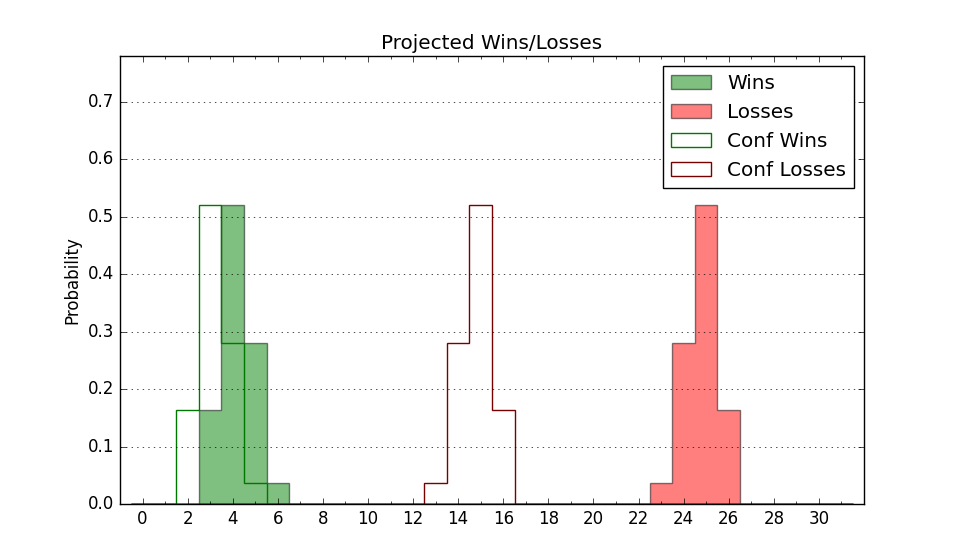 Projected Wins/Losses
Wins
Losses
Conf Wins
Conf Losses
Probability
0.7
0.6
0.5
0.4
0.3
0.2
0.1
0.0
0 2 4 6 8 10 12 14 16 18 20 22 24 26 28 30